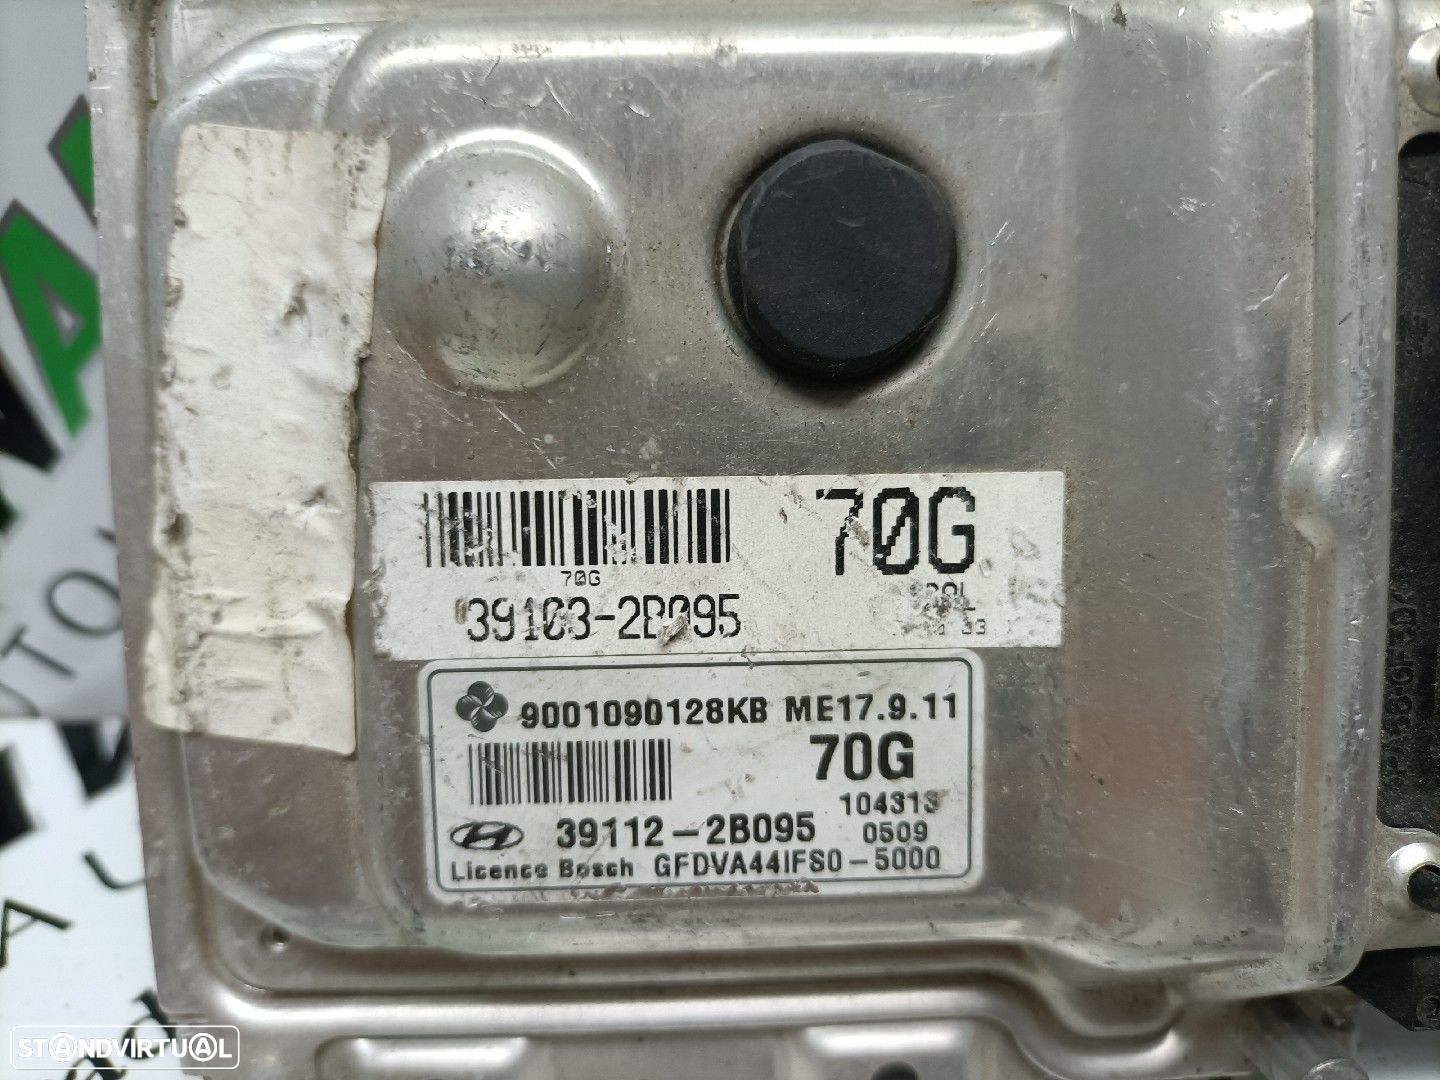 70G
70G
39103-2B095
9001090128KB ME17.9.11
70G
104313
39112-2B095 0509
Licence Bosch GFDVA44IFS0-5000
STANDVIRTUAL